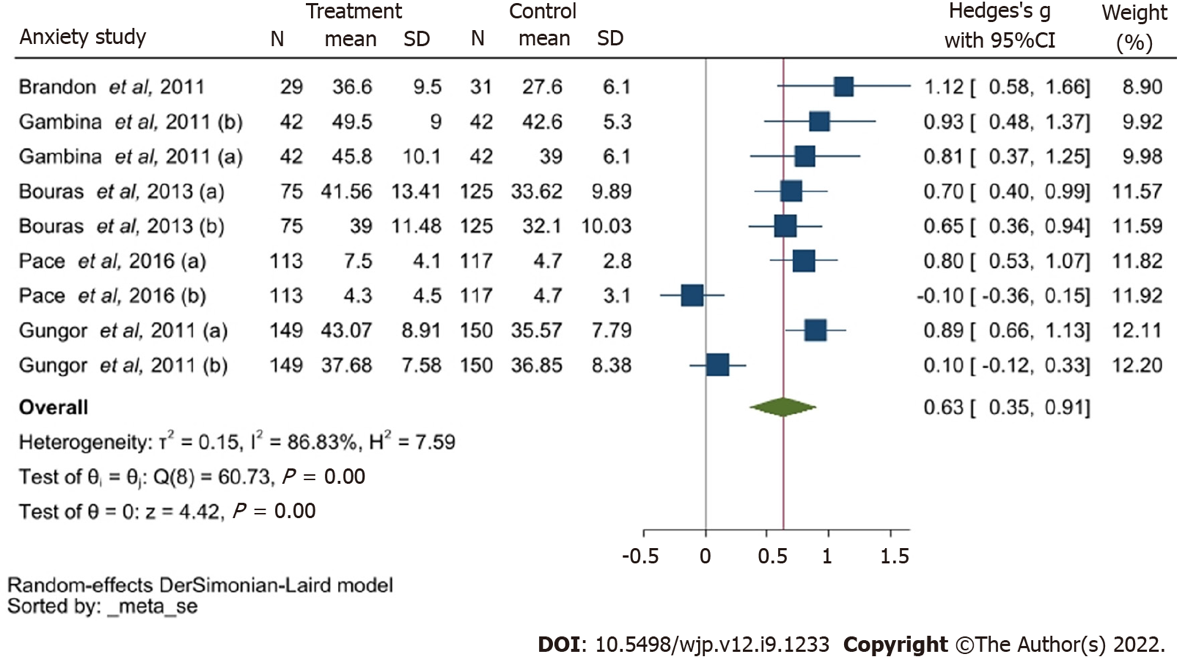 Treatment Control Hedges's g Weight
Anxiety study N mean SD N mean SD with 95%CI (%)
Brandon et al, 2011 29 36.6 9.5 31 27.6 6.1 1.12 [ 0.58, 1.66] 8.90
Gambina et al, 2011 (b) 42 49.5 9 42 42.6 5.3 0.93 [ 0.48, 1.37] 9.92
Gambina et al, 2011 (a) 42 45.8 10.1 42 39 6.1 0.81 [ 0.37, 1.25] 9.98
Bouras et al, 2013 (a) 75 41.56 13.41 125 33.62 9.89 0.70 [ 0.40, 0.99] 11.57
Bouras et al, 2013 (b) 75 39 11.48 125 32.1 10.03 0.65 [ 0.36, 0.94] 11.59
Pace et al, 2016 (a) 113 7.5 4.1 117 4.7 2.8 0.80 [ 0.53, 1.07] 11.82
Pace et al, 2016 (b) 113 4.3 4.5 117 4.7 3.1 -0.10 [ -0.36, 0.15] 11.92
Gungor et al, 2011 (a) 149 43.07 8.91 150 35.57 7.79 0.89 [ 0.66, 1.13] 12.11
Gungor et al, 2011 (b) 149 37.68 7.58 150 36.85 8.38 0.10 [ -0.12, 0.33] 12.20
Overall 0.63 [ 0.35, 0.91]
Heterogeneity: τ² = 0.15, I² = 86.83%, H² = 7.59
Test of θᵢ = θⱼ: Q(8) = 60.73, P = 0.00
Test of θ = 0: z = 4.42, P = 0.00
-0.5 0 0.5 1 1.5
Random-effects DerSimonian-Laird model
Sorted by: _meta_se
DOI: 10.5498/wjp.v12.i9.1233 Copyright ©The Author(s) 2022.